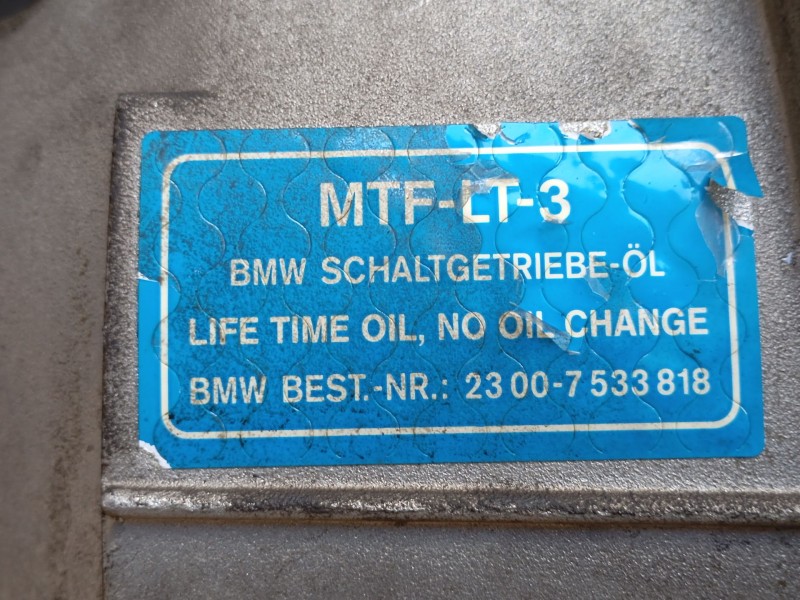 MTF-LT-3
BMW SCHALTGETRIEBE-ÖL
LIFE TIME OIL, NO OIL CHANGE
BMW BEST.-NR.: 23 00-7 533 818